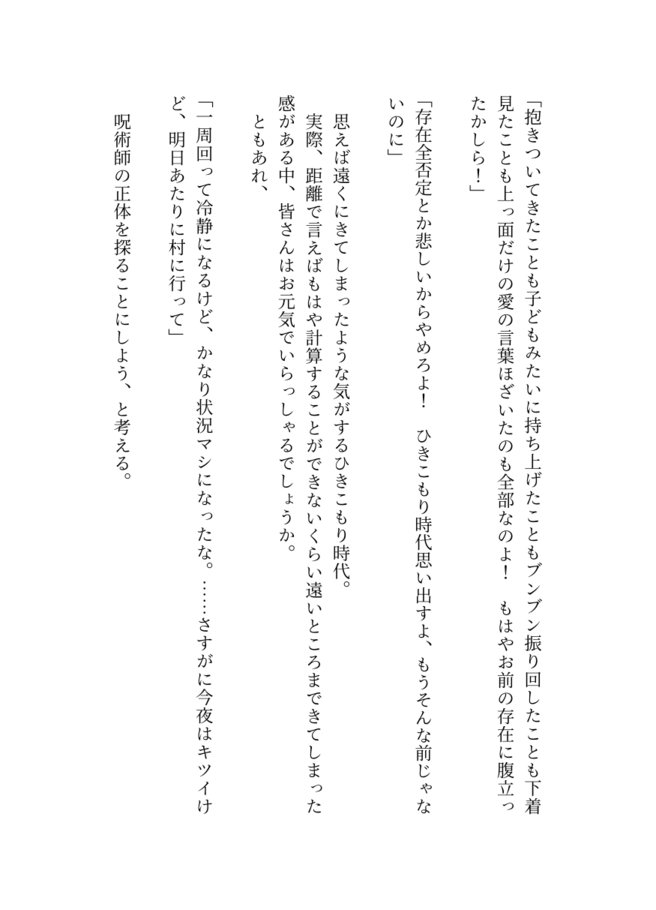 「抱きついてきたことも子どもみたいに持ち上げたこともブンブン振り回したことも下着
見たことも上っ面だけの愛の言葉ほざいたのも全部なのよ！　もはやお前の存在に腹立っ
たかしら！」
「存在全否定とか悲しいからやめろよ！　ひきこもり時代思い出すよ、もうそんな前じゃな
いのに」
　思えば遠くにきてしまったような気がするひきこもり時代。
　実際、距離で言えばもはや計算することができないくらい遠いところまできてしまった
感がある中、皆さんはお元気でいらっしゃるでしょうか。
　ともあれ、
「一周回って冷静になるけど、かなり状況マシになったな。……さすがに今夜はキツイけ
ど、明日あたりに村に行って」
　呪術師の正体を探ることにしよう、と考える。